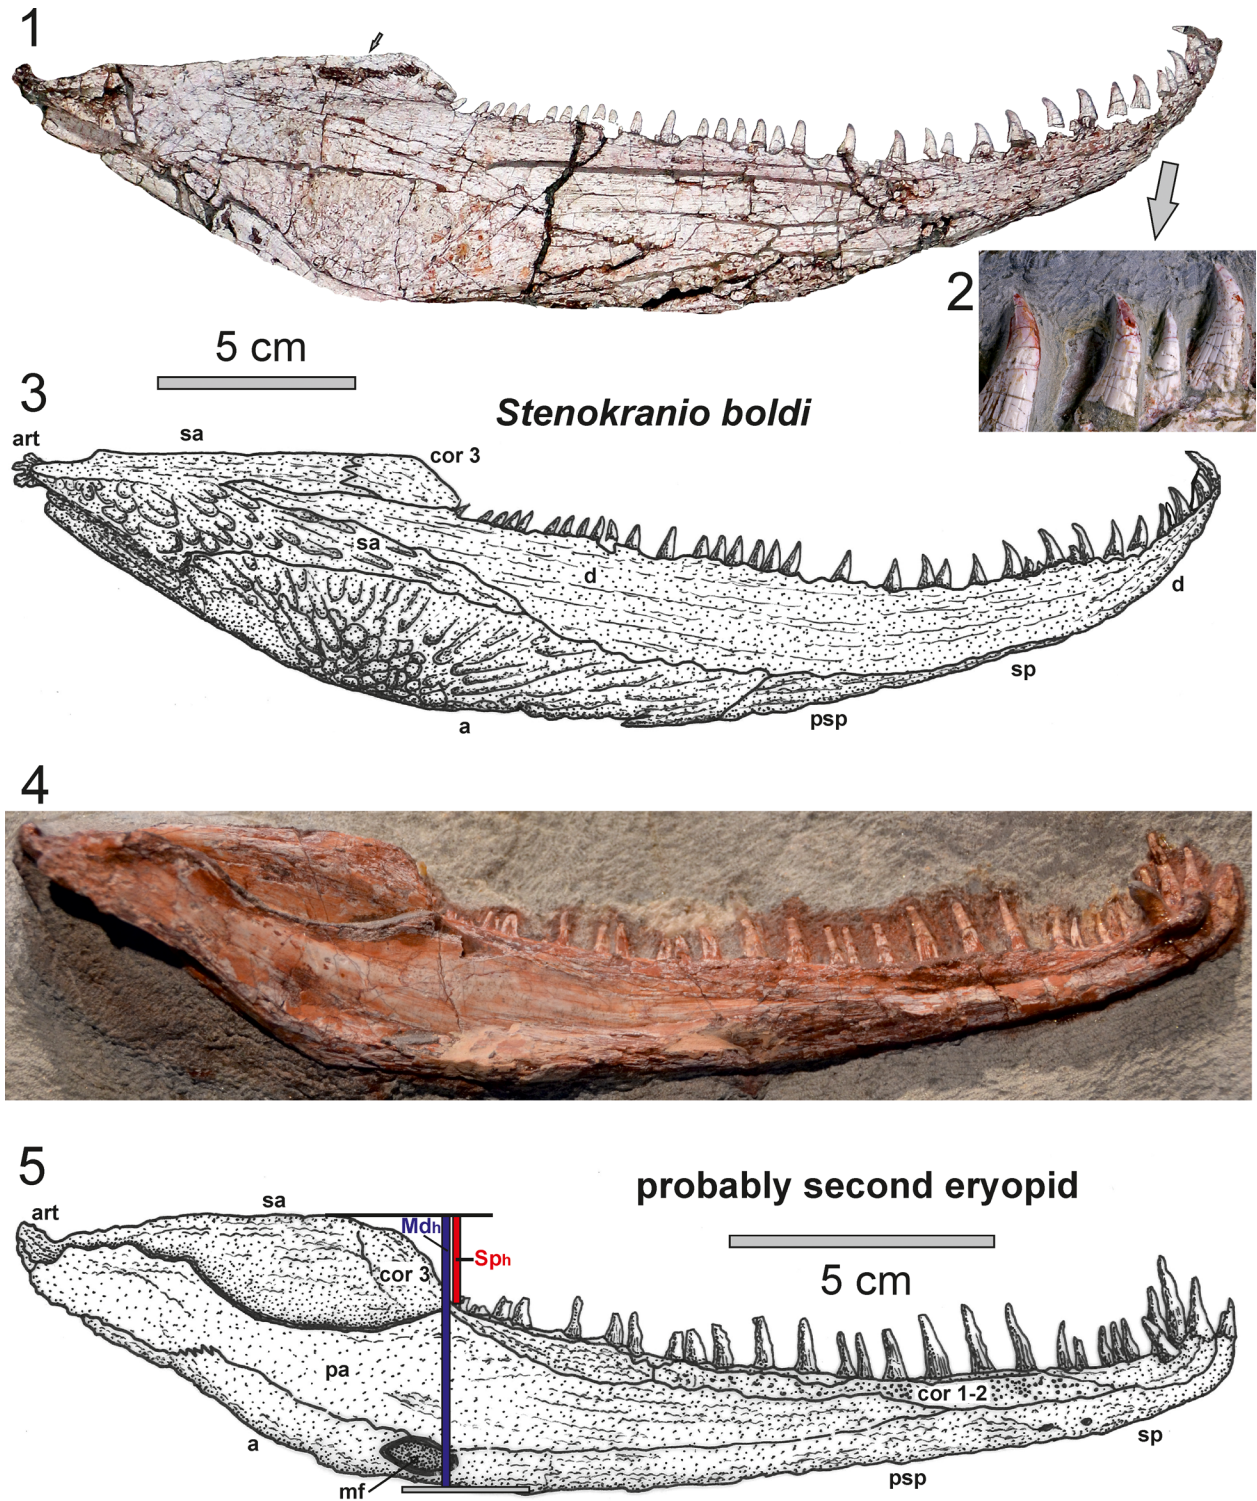 1
2
5 cm
3
Stenokranio boldi
art
sa
cor 3
sa
d
d
sp
psp
a
4
5
probably second eryopid
art
sa
Mdh
Sph
cor 3
5 cm
pa
cor 1-2
a
sp
psp
mf